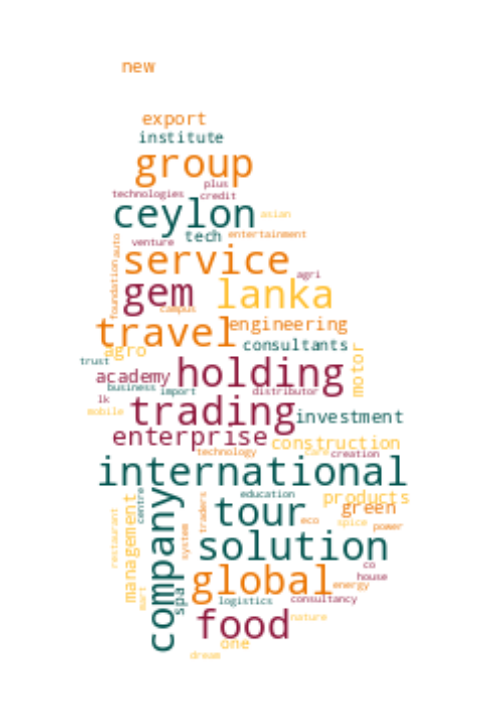 new
export
institute
group
plus
technologies credit
ceylon asian
tech entertainment
venture
auto
service
foundation
agri
gem lanka
campus
travel engineering
agro consultants
trust
motor
academy holding
business import distributor
lk
mobile
trading investment
enterprise construction
technology care creation
international
education
products
tour green
company
management
centre
traders
eco spice power
restaurant
system
solution
co
house
global energy
mart
spa
logistics consultancy
food nature
one
dream